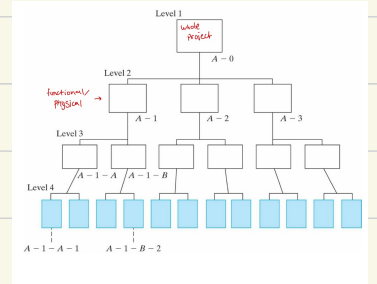 Level 1
whole
project
A – 0
Level 2
functional/
Physical →
A – 1
A – 2
A – 3
Level 3
A – 1 – A
A – 1 – B
Level 4
A – 1 – A – 1
A – 1 – B – 2